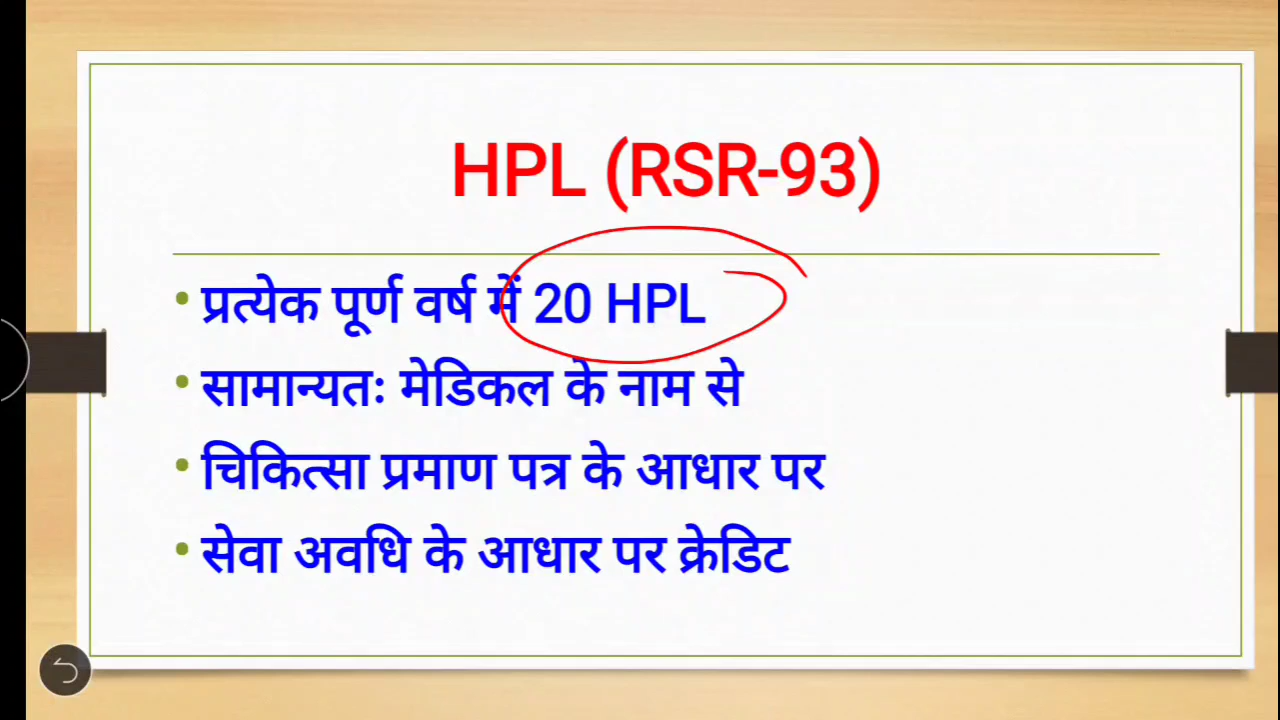 HPL (RSR-93)
• प्रत्येक पूर्ण वर्ष में 20 HPL
• सामान्यतः मेडिकल के नाम से
• चिकित्सा प्रमाण पत्र के आधार पर
• सेवा अवधि के आधार पर क्रेडिट